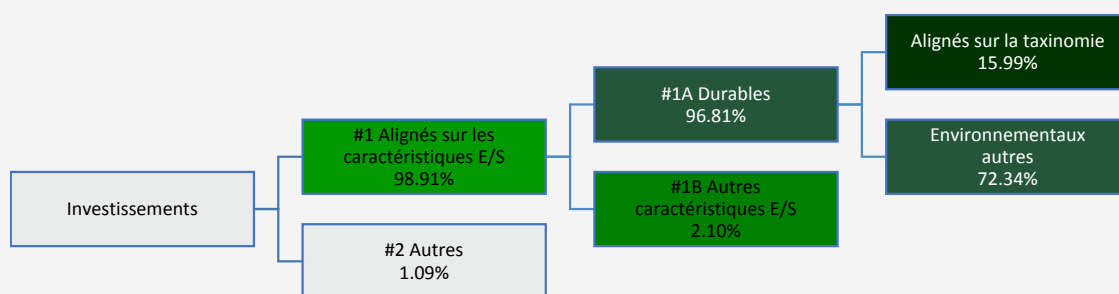 Alignés sur la taxinomie
15.99%
#1A Durables
96.81%
#1 Alignés sur les
caractéristiques E/S
98.91%
Environnementaux
autres
72.34%
Investissements
#1B Autres
caractéristiques E/S
2.10%
#2 Autres
1.09%